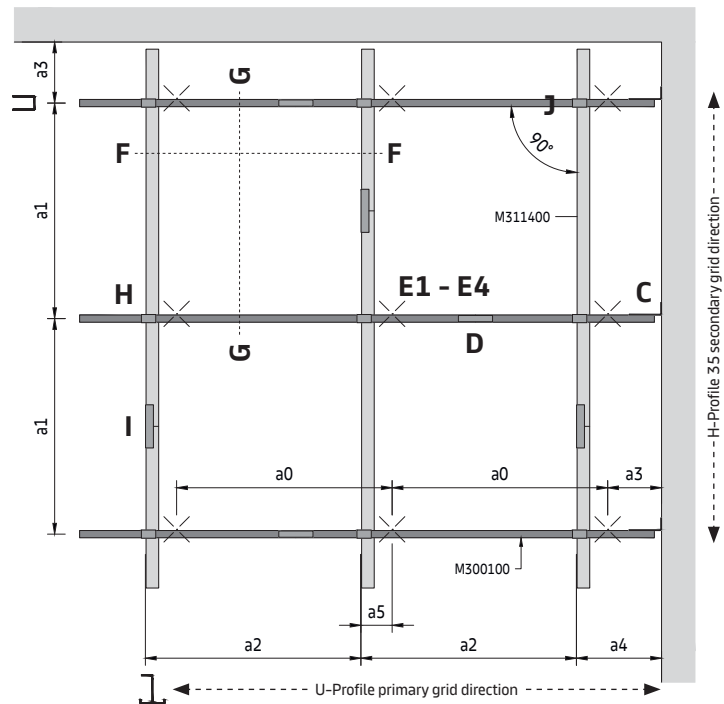 a3
G
J
F
F
90°
a1
M311400
E1 - E4
H
C
G
D
I
a1
a0
a0
a3
M300100
a5
a2
a2
a4
U-Profile primary grid direction
H-Profile 35 secondary grid direction